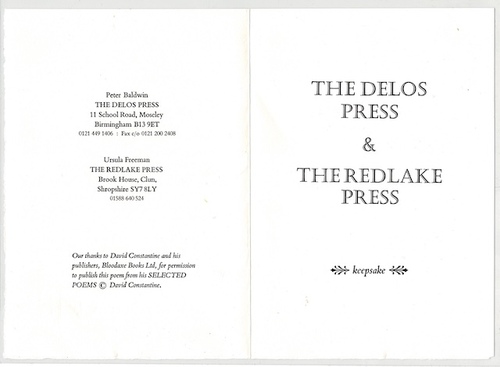 Peter Baldwin
THE DELOS PRESS
11 School Road, Moseley
Birmingham B13 9ET
0121 449 1406 : Fax c/o 0121 200 2408
Ursula Freeman
THE REDLAKE PRESS
Brook House, Clun,
Shropshire SY7 8LY
01588 640 524
Our thanks to David Constantine and his
publishers, Bloodaxe Books Ltd, for permission
to publish this poem from his SELECTED
POEMS © David Constantine.
THE DELOS
PRESS
&
THE REDLAKE
PRESS
keepsake